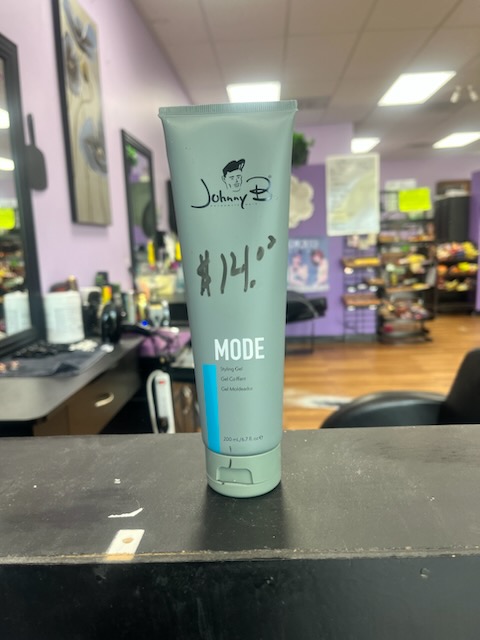 Johnny B
$14.00
MODE
Styling Gel
Gel Coiffant
Gel Moldeador
200 mL/6.7 fl oz e